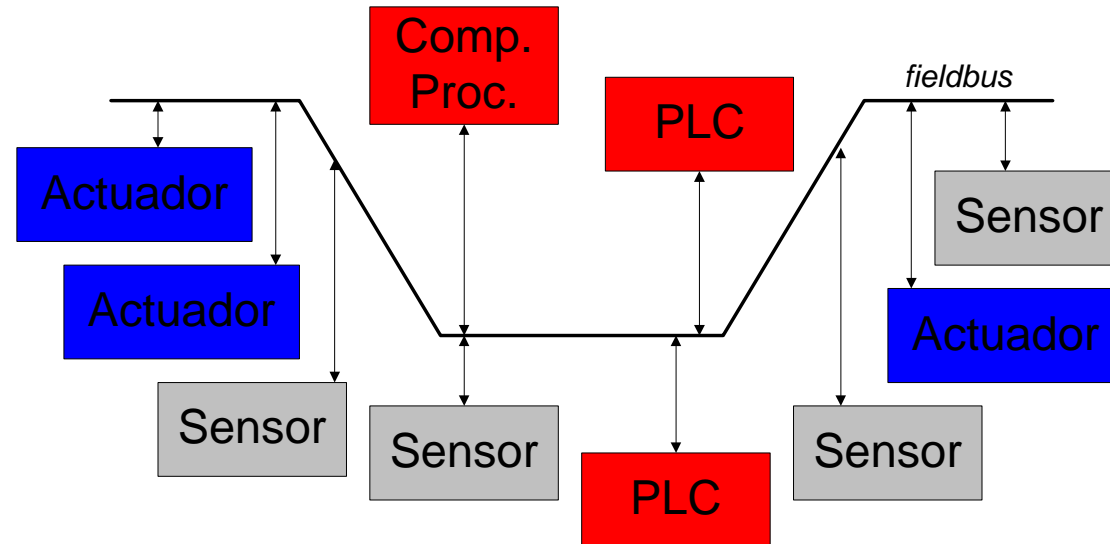 Comp.
Proc.
fieldbus
PLC
Actuador
Sensor
Actuador
Actuador
Sensor
Sensor
Sensor
PLC